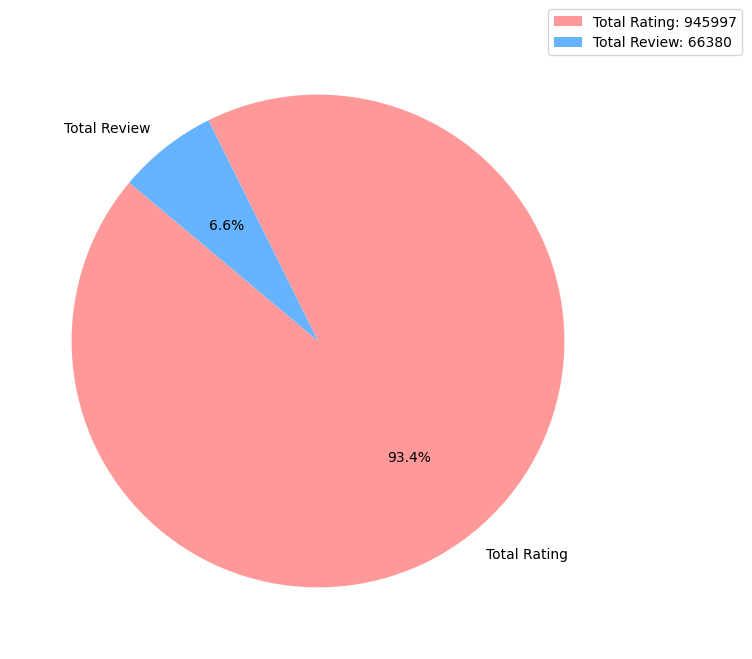 Total Rating: 945997
Total Review: 66380
Total Review
6.6%
93.4%
Total Rating